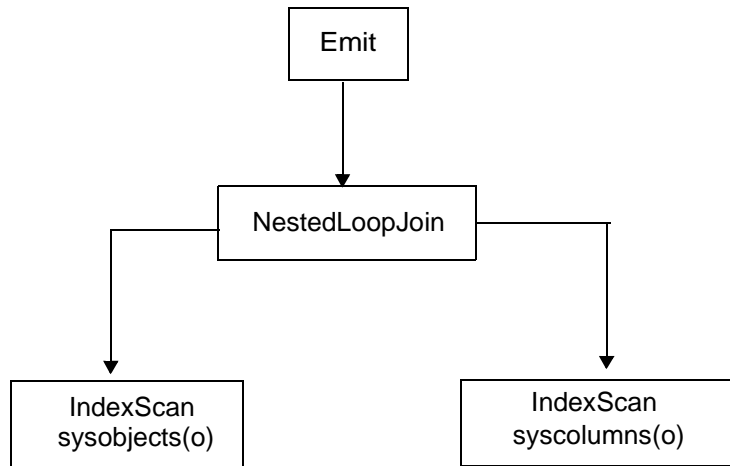 Emit
NestedLoopJoin
IndexScan
sysobjects(o)
IndexScan
syscolumns(o)